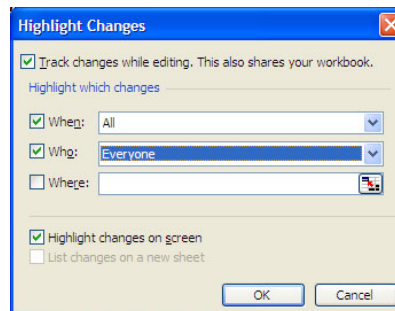 Highlight Changes
Track changes while editing. This also shares your workbook.
Highlight which changes
When: All
Who: Everyone
Where:
Highlight changes on screen
List changes on a new sheet
OK Cancel